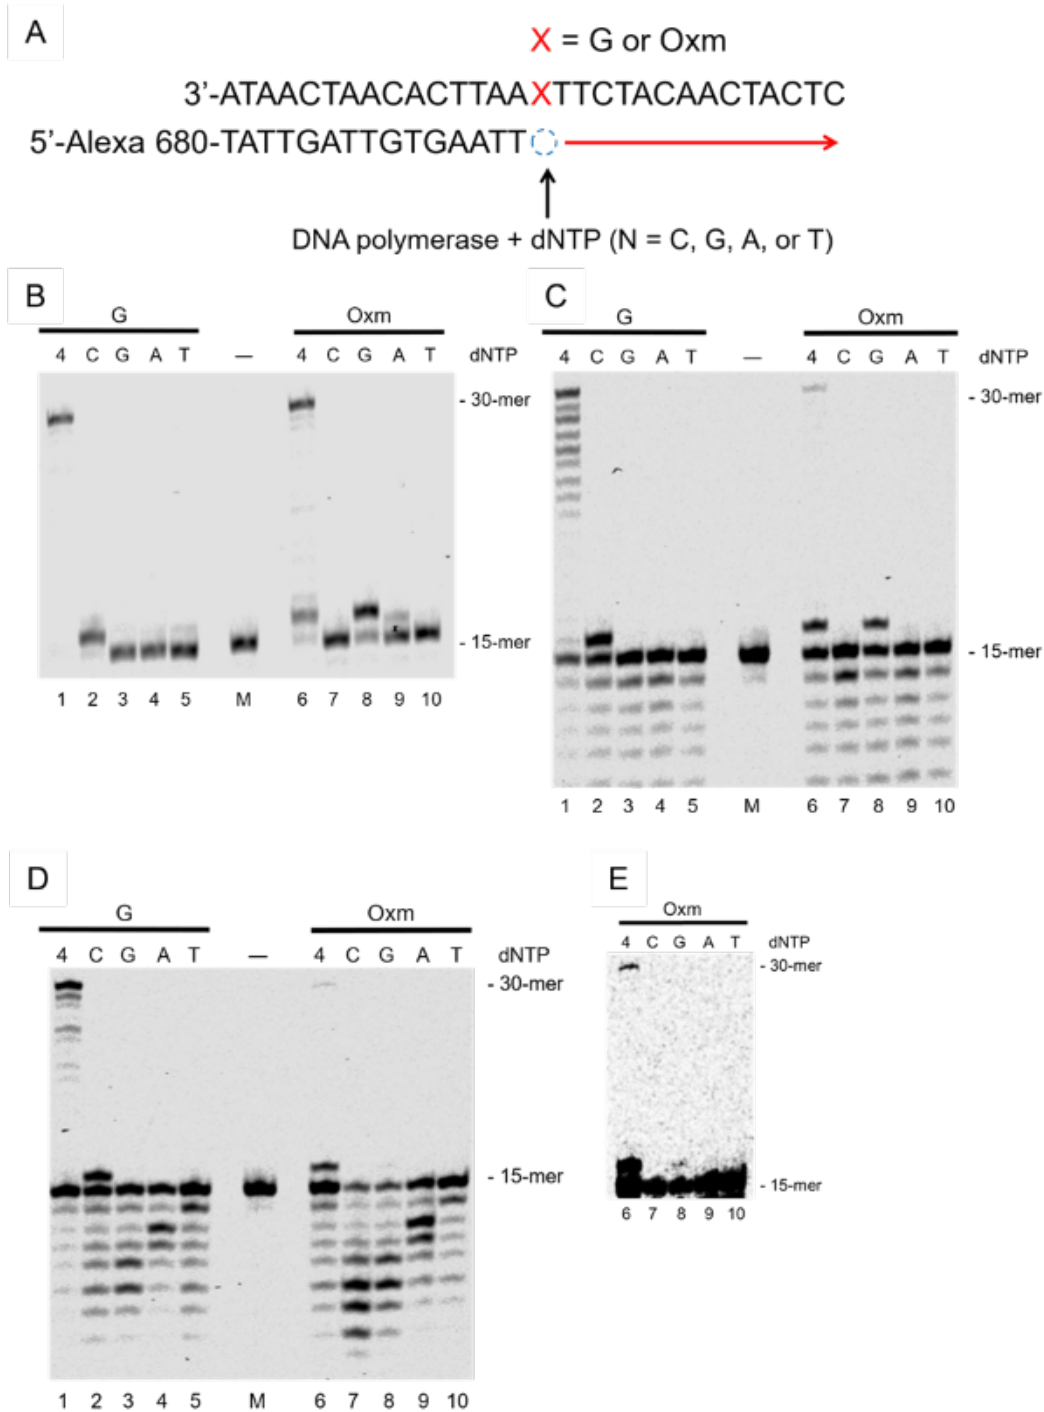 A
X = G or Oxm
3’-ATAACTAACACTTAAXTTCTACAACTACTC
5’-Alexa 680-TATTGATTGTGAATT
DNA polymerase + dNTP (N = C, G, A, or T)
B
G
Oxm
4 C G A T — 4 C G A T dNTP
- 30-mer
- 15-mer
1 2 3 4 5 M 6 7 8 9 10
C
G
Oxm
4 C G A T — 4 C G A T dNTP
- 30-mer
- 15-mer
1 2 3 4 5 M 6 7 8 9 10
D
G
Oxm
4 C G A T — 4 C G A T dNTP
- 30-mer
- 15-mer
1 2 3 4 5 M 6 7 8 9 10
E
Oxm
4 C G A T dNTP
- 30-mer
- 15-mer
6 7 8 9 10